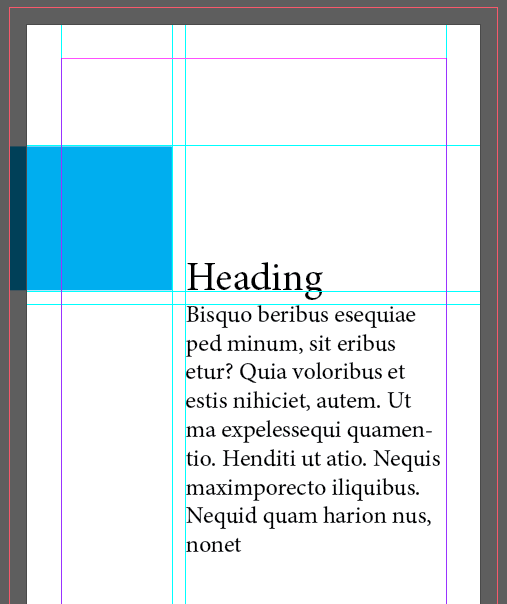 Heading
Bisquo beribus esequiae
ped minum, sit eribus
etur? Quia voloribus et
estis nihiciet, autem. Ut
ma expelessequi quamen-
tio. Henditi ut atio. Nequis
maximporecto iliquibus.
Nequid quam harion nus,
nonet